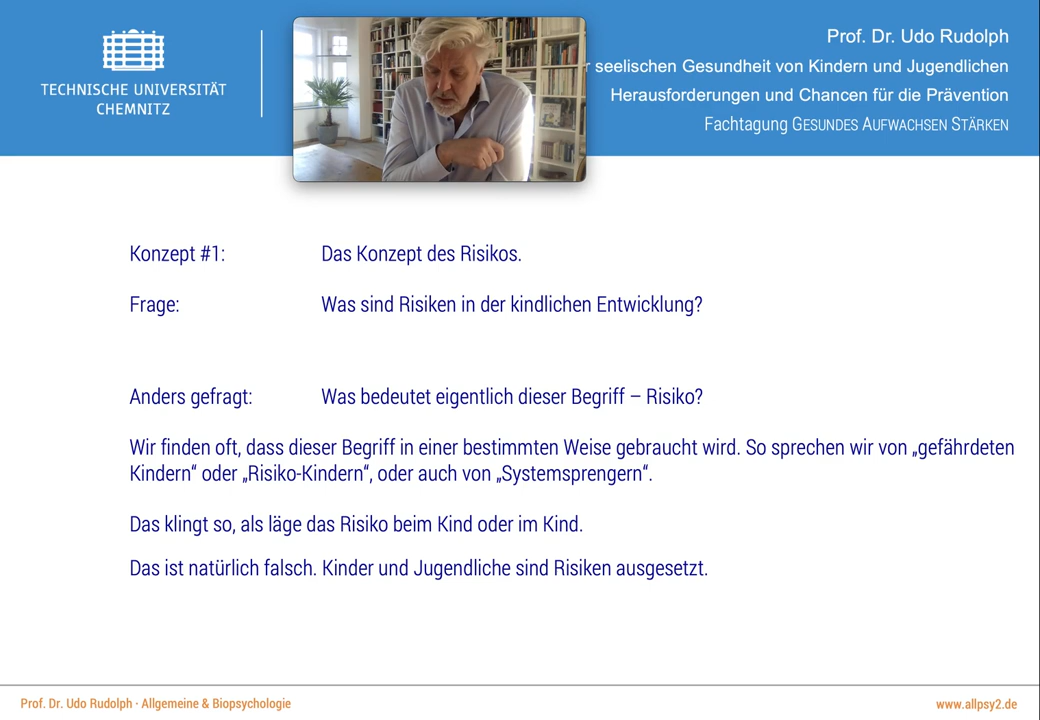 TECHNISCHE UNIVERSITÄT
CHEMNITZ
Prof. Dr. Udo Rudolph
seelischen Gesundheit von Kindern und Jugendlichen
Herausforderungen und Chancen für die Prävention
Fachtagung GESUNDES AUFWACHSEN STÄRKEN
Konzept #1: Das Konzept des Risikos.
Frage: Was sind Risiken in der kindlichen Entwicklung?
Anders gefragt: Was bedeutet eigentlich dieser Begriff – Risiko?
Wir finden oft, dass dieser Begriff in einer bestimmten Weise gebraucht wird. So sprechen wir von „gefährdeten
Kindern“ oder „Risiko-Kindern“, oder auch von „Systemsprengern“.
Das klingt so, als läge das Risiko beim Kind oder im Kind.
Das ist natürlich falsch. Kinder und Jugendliche sind Risiken ausgesetzt.
Prof. Dr. Udo Rudolph · Allgemeine & Biopsychologie
www.allpsy2.de